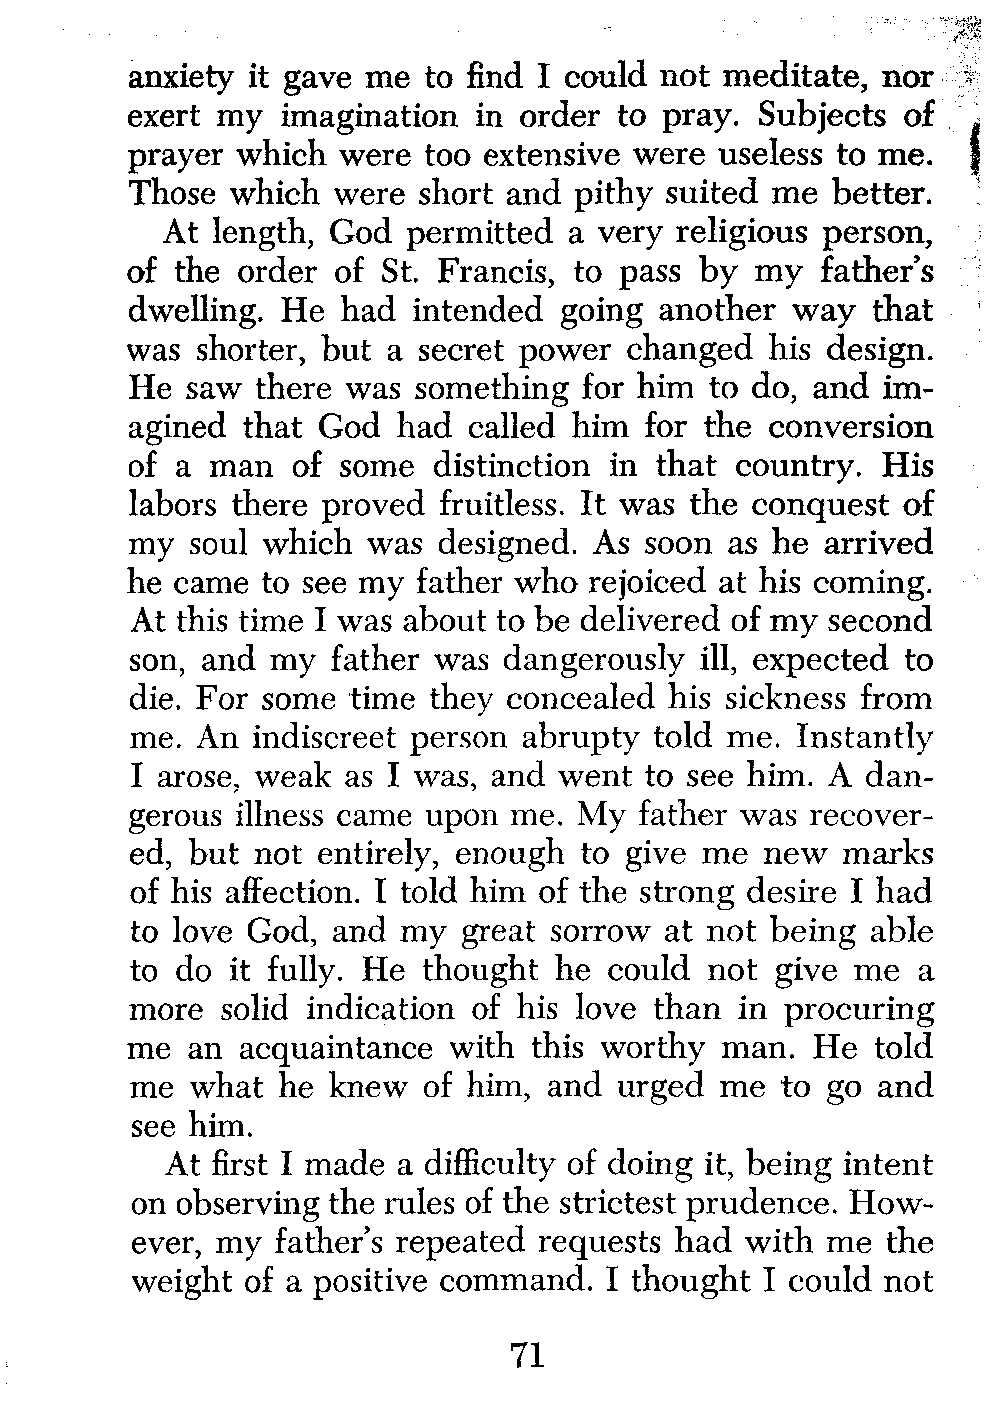 anxiety it gave me to find I could not meditate, nor
exert my imagination in order to pray. Subjects of
prayer which were too extensive were useless to me.
Those which were short and pithy suited me better.
At length, God permitted a very religious person,
of the order of St. Francis, to pass by my father's
dwelling. He had intended going another way that
was shorter, but a secret power changed his design.
He saw there was something for him to do, and im-
agined that God had called him for the conversion
of a man of some distinction in that country. His
labors there proved fruitless. It was the conquest of
my soul which was designed. As soon as he arrived
he came to see my father who rejoiced at his coming.
At this time I was about to be delivered of my second
son, and my father was dangerously ill, expected to
die. For some time they concealed his sickness from
me. An indiscreet person abrupty told me. Instantly
I arose, weak as I was, and went to see him. A dan-
gerous illness came upon me. My father was recover-
ed, but not entirely, enough to give me new marks
of his affection. I told him of the strong desire I had
to love God, and my great sorrow at not being able
to do it fully. He thought he could not give me a
more solid indication of his love than in procuring
me an acquaintance with this worthy man. He told
me what he knew of him, and urged me to go and
see him.
At first I made a difficulty of doing it, being intent
on observing the rules of the strictest prudence. How-
ever, my father's repeated requests had with me the
weight of a positive command. I thought I could not
71